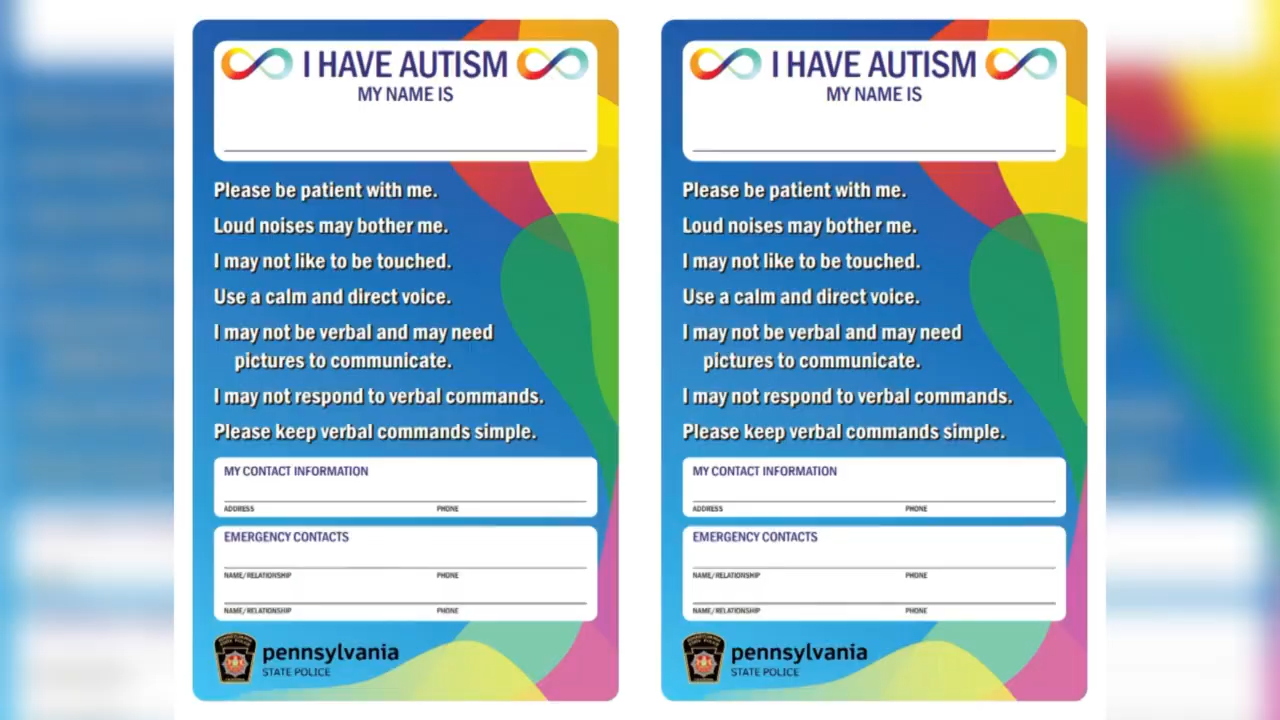 I HAVE AUTISM
MY NAME IS
Please be patient with me.
Loud noises may bother me.
I may not like to be touched.
Use a calm and direct voice.
I may not be verbal and may need
pictures to communicate.
I may not respond to verbal commands.
Please keep verbal commands simple.
MY CONTACT INFORMATION
ADDRESS PHONE
EMERGENCY CONTACTS
NAME/RELATIONSHIP PHONE
NAME/RELATIONSHIP PHONE
pennsylvania
STATE POLICE
I HAVE AUTISM
MY NAME IS
Please be patient with me.
Loud noises may bother me.
I may not like to be touched.
Use a calm and direct voice.
I may not be verbal and may need
pictures to communicate.
I may not respond to verbal commands.
Please keep verbal commands simple.
MY CONTACT INFORMATION
ADDRESS PHONE
EMERGENCY CONTACTS
NAME/RELATIONSHIP PHONE
NAME/RELATIONSHIP PHONE
pennsylvania
STATE POLICE